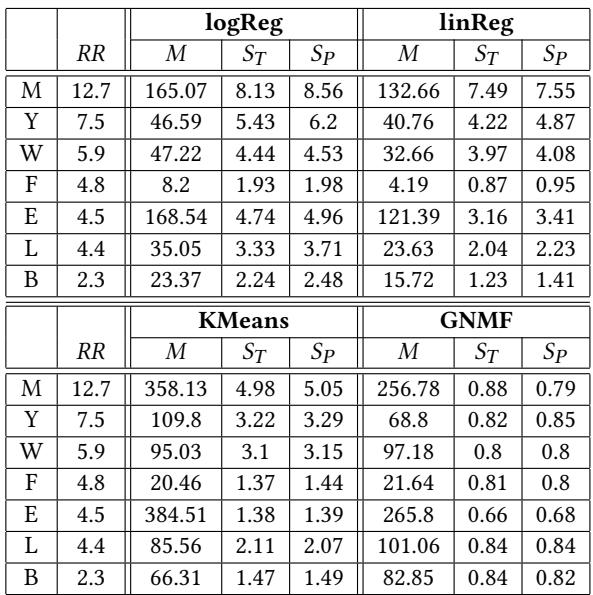 logReg linReg
RR M S_T S_P M S_T S_P
M 12.7 165.07 8.13 8.56 132.66 7.49 7.55
Y 7.5 46.59 5.43 6.2 40.76 4.22 4.87
W 5.9 47.22 4.44 4.53 32.66 3.97 4.08
F 4.8 8.2 1.93 1.98 4.19 0.87 0.95
E 4.5 168.54 4.74 4.96 121.39 3.16 3.41
L 4.4 35.05 3.33 3.71 23.63 2.04 2.23
B 2.3 23.37 2.24 2.48 15.72 1.23 1.41
KMeans GNMF
RR M S_T S_P M S_T S_P
M 12.7 358.13 4.98 5.05 256.78 0.88 0.79
Y 7.5 109.8 3.22 3.29 68.8 0.82 0.85
W 5.9 95.03 3.1 3.15 97.18 0.8 0.8
F 4.8 20.46 1.37 1.44 21.64 0.81 0.8
E 4.5 384.51 1.38 1.39 265.8 0.66 0.68
L 4.4 85.56 2.11 2.07 101.06 0.84 0.84
B 2.3 66.31 1.47 1.49 82.85 0.84 0.82